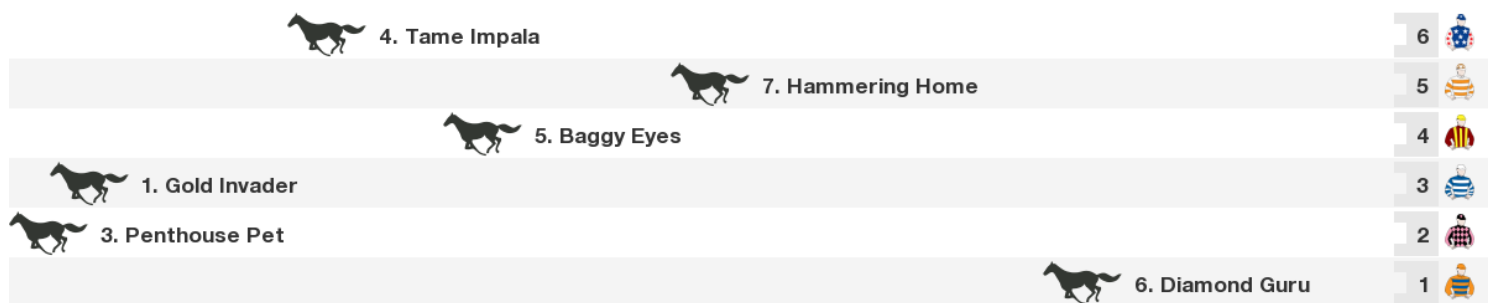 4. Tame Impala 6
7. Hammering Home 5
5. Baggy Eyes 4
1. Gold Invader 3
3. Penthouse Pet 2
6. Diamond Guru 1